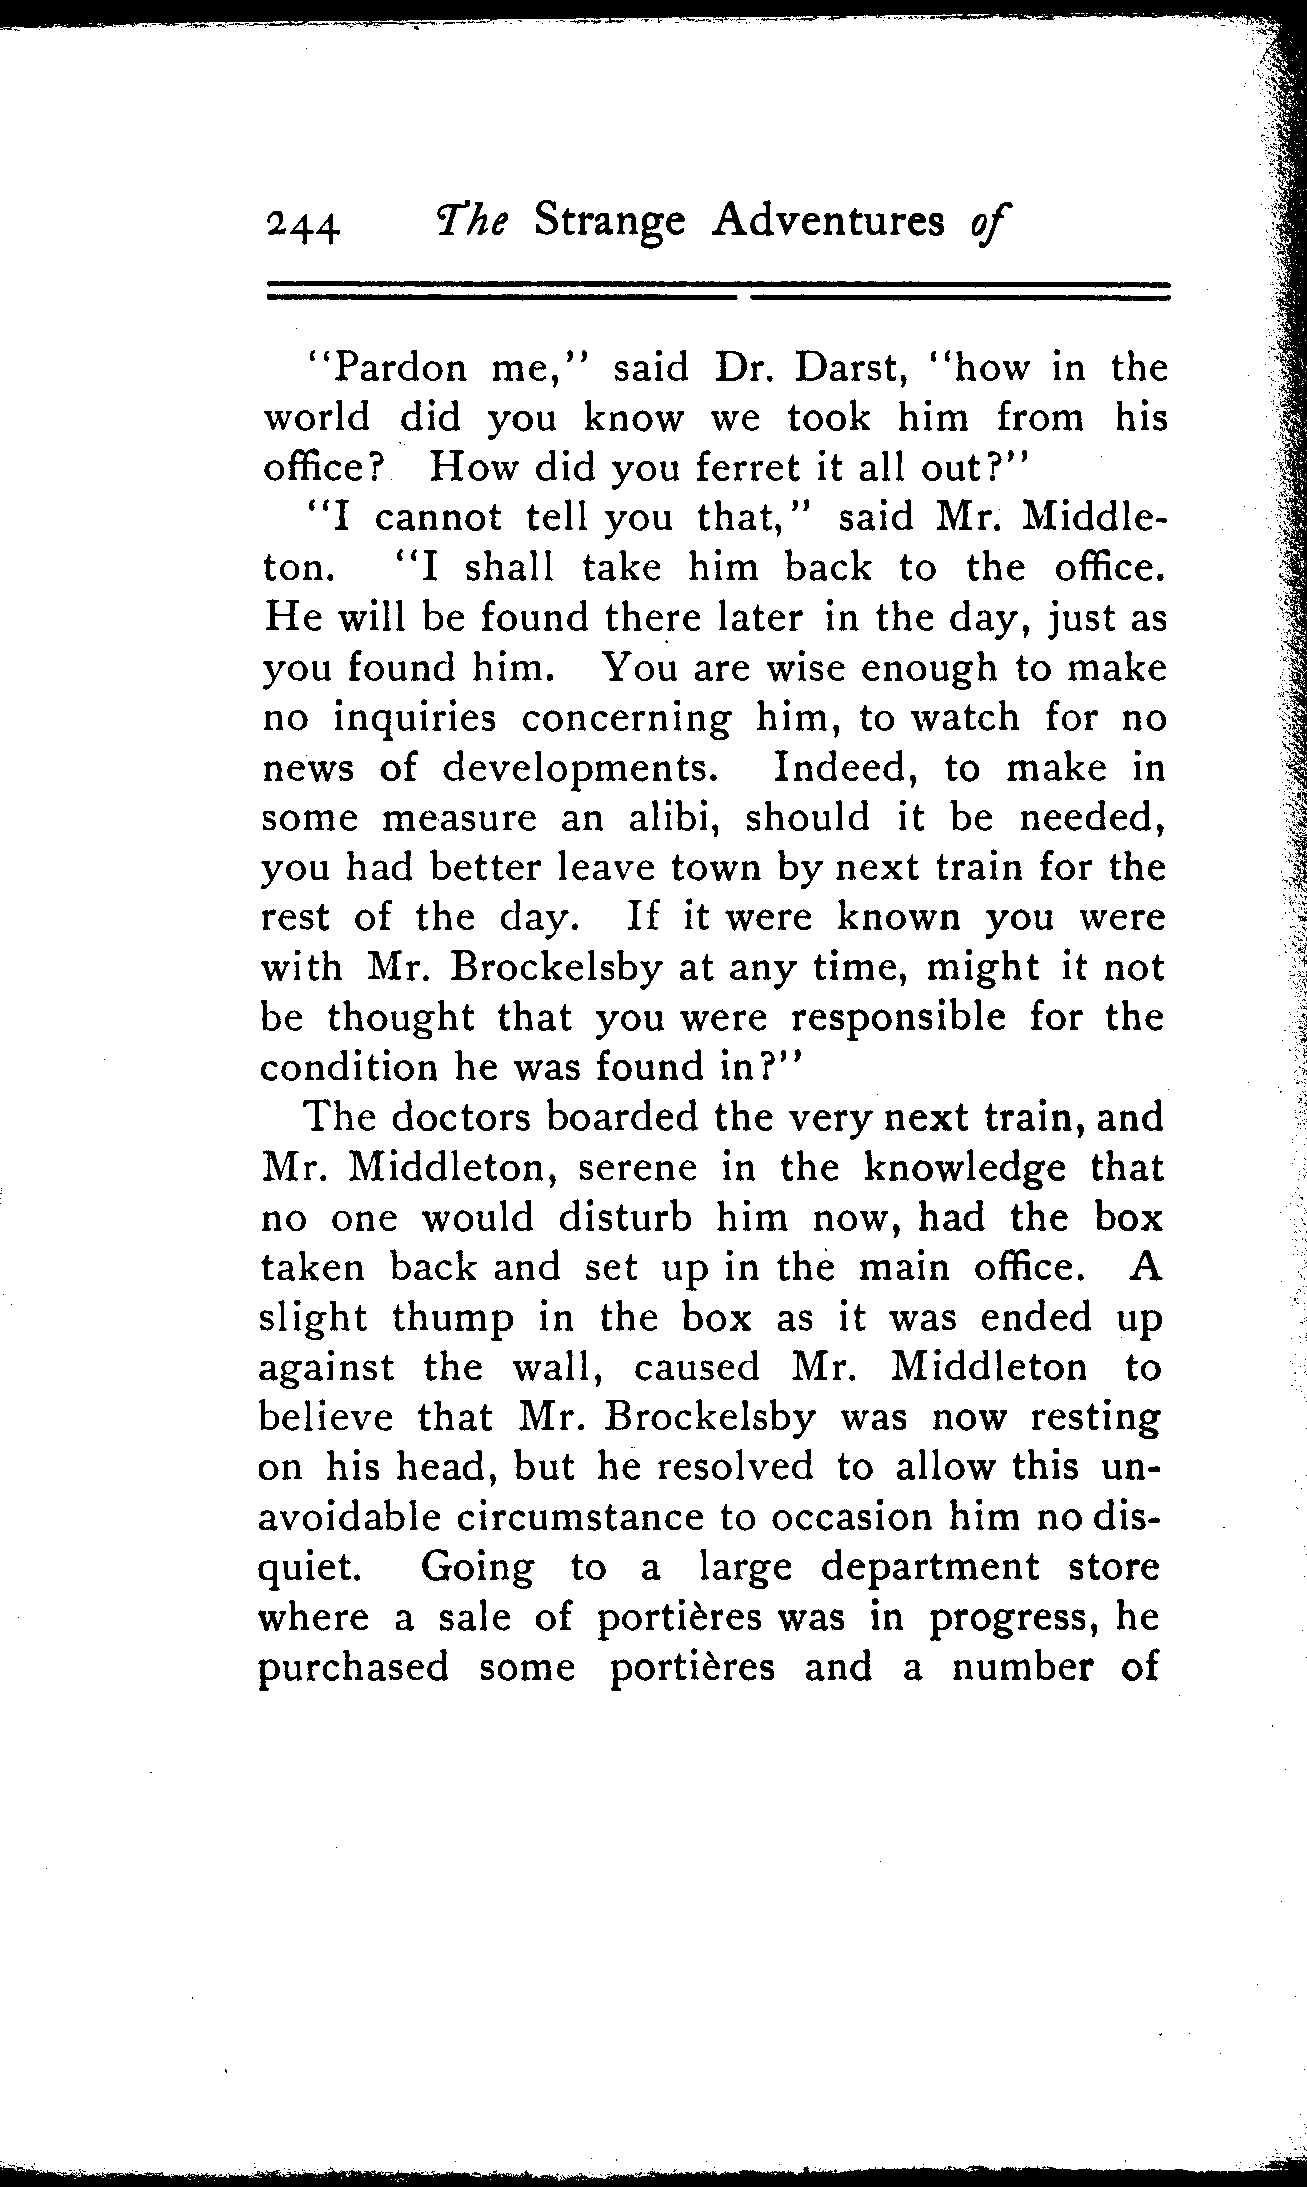 244 The Strange Adventures of
"Pardon me," said Dr. Darst, "how in the
world did you know we took him from his
office? How did you ferret it all out?"
"I cannot tell you that," said Mr. Middle-
ton. "I shall take him back to the office.
He will be found there later in the day, just as
you found him. You are wise enough to make
no inquiries concerning him, to watch for no
news of developments. Indeed, to make in
some measure an alibi, should it be needed,
you had better leave town by next train for the
rest of the day. If it were known you were
with Mr. Brockelsby at any time, might it not
be thought that you were responsible for the
condition he was found in?"
The doctors boarded the very next train, and
Mr. Middleton, serene in the knowledge that
no one would disturb him now, had the box
taken back and set up in the main office. A
slight thump in the box as it was ended up
against the wall, caused Mr. Middleton to
believe that Mr. Brockelsby was now resting
on his head, but he resolved to allow this un-
avoidable circumstance to occasion him no dis-
quiet. Going to a large department store
where a sale of portières was in progress, he
purchased some portières and a number of